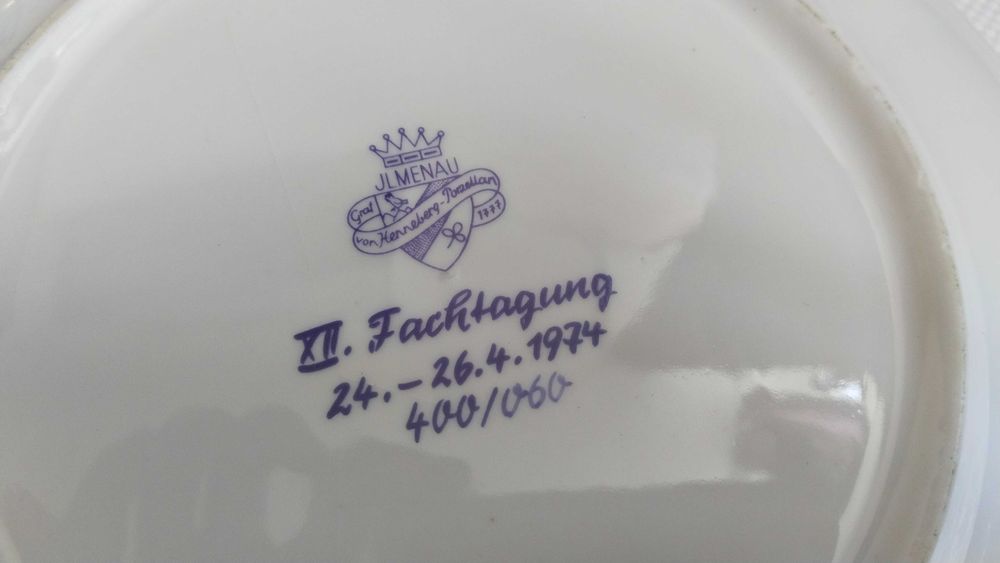 JLMENAU
Graf
von Henneberg-Porzellan
1777
XII. Fachtagung
24.-26.4.1974
400/060